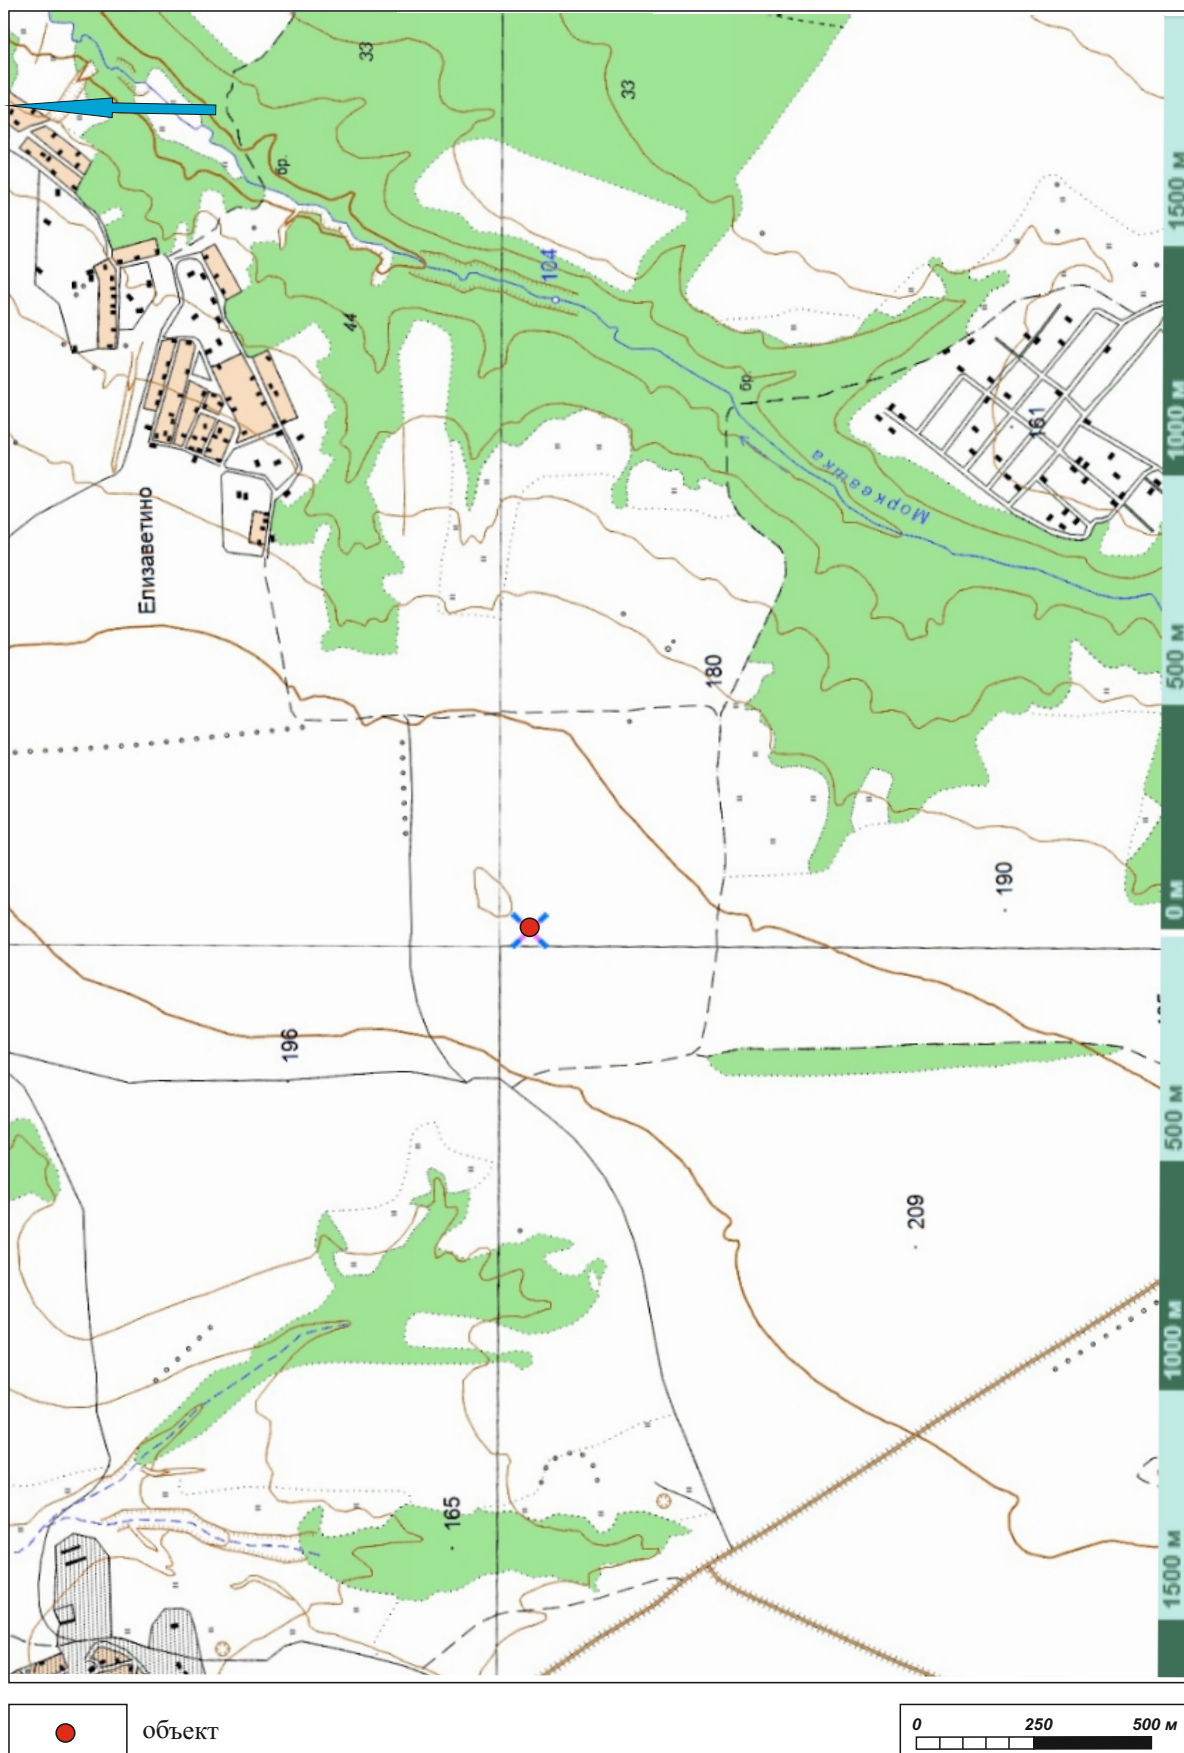 33
33
бр.
104
44
бр.
161
Морквашка
Елизаветино
180
190
196
209
165
1500 м
1000 м
500 м
0 м
500 м
1000 м
1500 м
объект
0 250 500 м